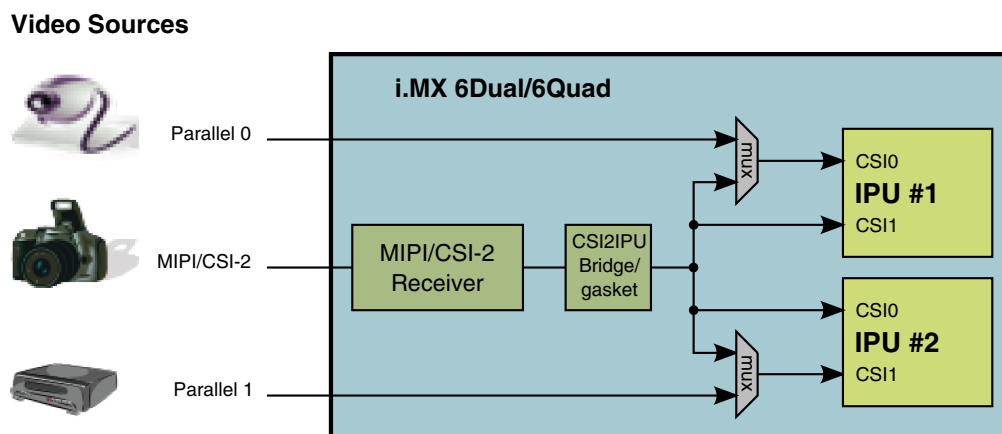 Video Sources
i.MX 6Dual/6Quad
Parallel 0
mux
CSI0
IPU #1
CSI1
MIPI/CSI-2
MIPI/CSI-2
Receiver
CSI2IPU
Bridge/
gasket
CSI0
IPU #2
CSI1
mux
Parallel 1